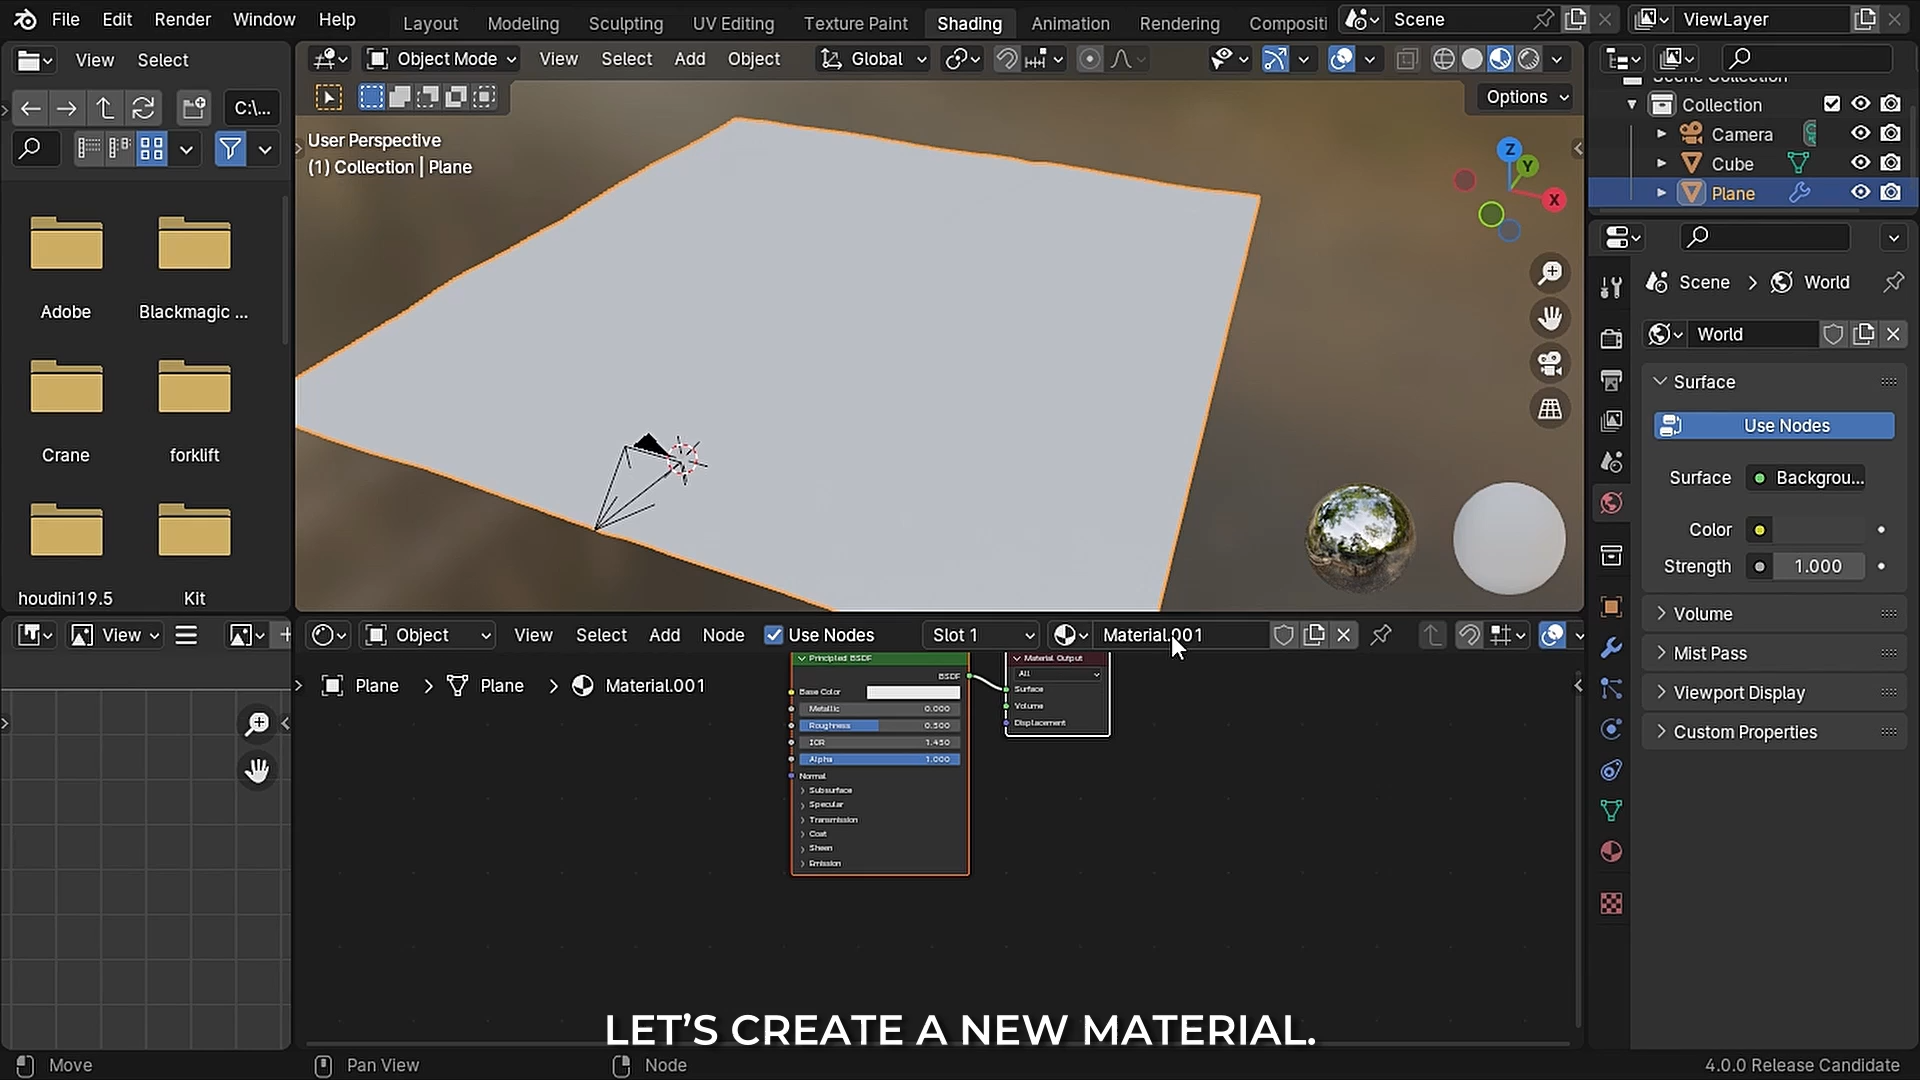 File Edit Render Window Help Layout Modeling Sculpting UV Editing Texture Paint Shading Animation Rendering Compositi Scene ViewLayer
View Select
Object Mode View Select Add Object Global
C:\...
Options
User Perspective
(1) Collection | Plane
Z
Y
X
Adobe
Blackmagic ...
Crane
forklift
houdini19.5
Kit
Collection
Camera
Cube
Plane
Scene > World
World
Surface
Use Nodes
Surface Backgrou...
Color
Strength 1.000
Volume
Mist Pass
Viewport Display
Custom Properties
View
Object View Select Add Node Use Nodes Slot 1 Material.001
Plane > Plane > Material.001
Principled BSDF
BSDF
Base Color
Metallic 0.000
Roughness 0.500
IOR 1.450
Alpha 1.000
Normal
Subsurface
Specular
Transmission
Coat
Sheen
Emission
Material Output
All
Surface
Volume
Displacement
LET'S CREATE A NEW MATERIAL.
Move Pan View Node 4.0.0 Release Candidate